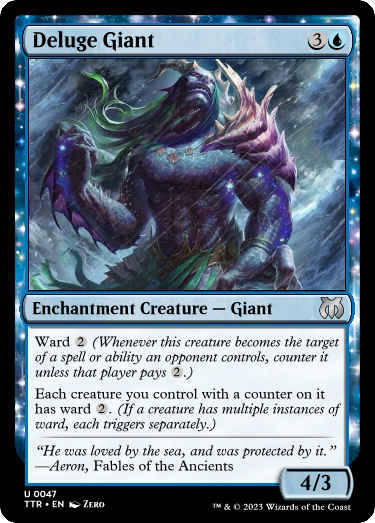 Deluge Giant 3
Enchantment Creature — Giant
Ward 2 (Whenever this creature becomes the target
of a spell or ability an opponent controls, counter it
unless that player pays 2.)
Each creature you control with a counter on it
has ward 2. (If a creature has multiple instances of
ward, each triggers separately.)
“He was loved by the sea, and was protected by it.”
—Aeron, Fables of the Ancients
4/3
U 0047
TTR • EN Zero
™ & © 2023 Wizards of the Coast